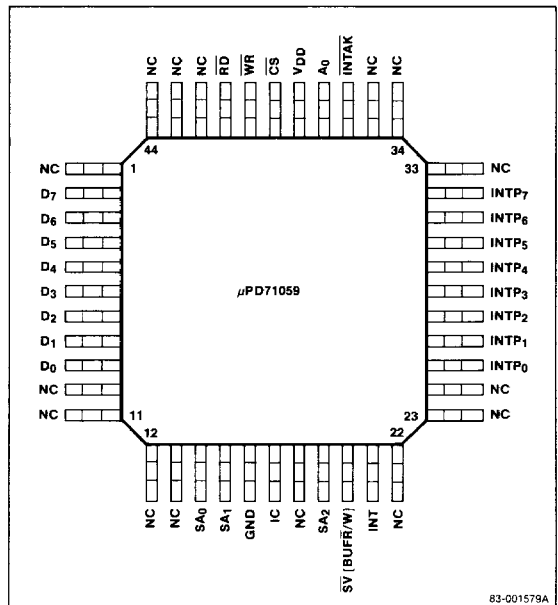 NC
NC
NC
RD
WR
CS
VDD
A0
INTAK
NC
NC
44
34
1
33
NC
D7
D6
D5
D4
D3
D2
D1
D0
NC
NC
µPD71059
NC
INTP7
INTP6
INTP5
INTP4
INTP3
INTP2
INTP1
INTP0
NC
NC
11
23
12
22
NC
NC
SA0
SA1
GND
IC
NC
SA2
SV [BUFR/W]
INT
NC
83-001579A